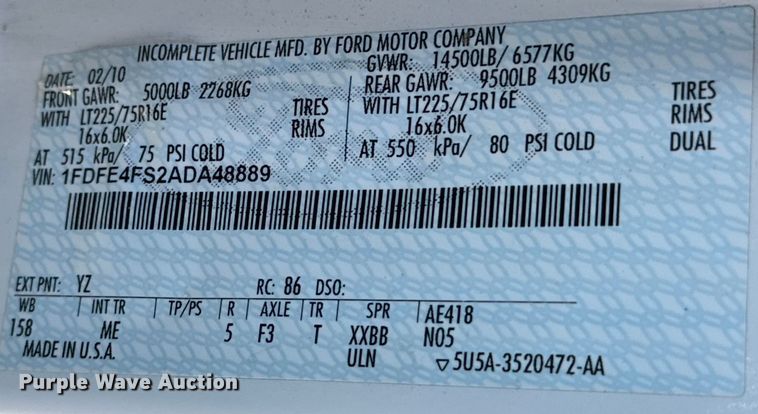 INCOMPLETE VEHICLE MFD. BY FORD MOTOR COMPANY
DATE: 02/10 GVWR: 14500LB/ 6577KG
FRONT GAWR: 5000LB 2268KG REAR GAWR: 9500LB 4309KG
WITH LT225/75R16E TIRES WITH LT225/75R16E TIRES
16x6.0K RIMS 16x6.0K RIMS
AT 515 kPa/ 75 PSI COLD AT 550 kPa/ 80 PSI COLD DUAL
VIN: 1FDFE4FS2ADA48889
EXT PNT: YZ RC: 86 DSO:
WB INT TR TP/PS R AXLE TR SPR AE418
158 ME 5 F3 T XXBB N05
MADE IN U.S.A. ULN ▽5U5A-3520472-AA
Purple Wave Auction